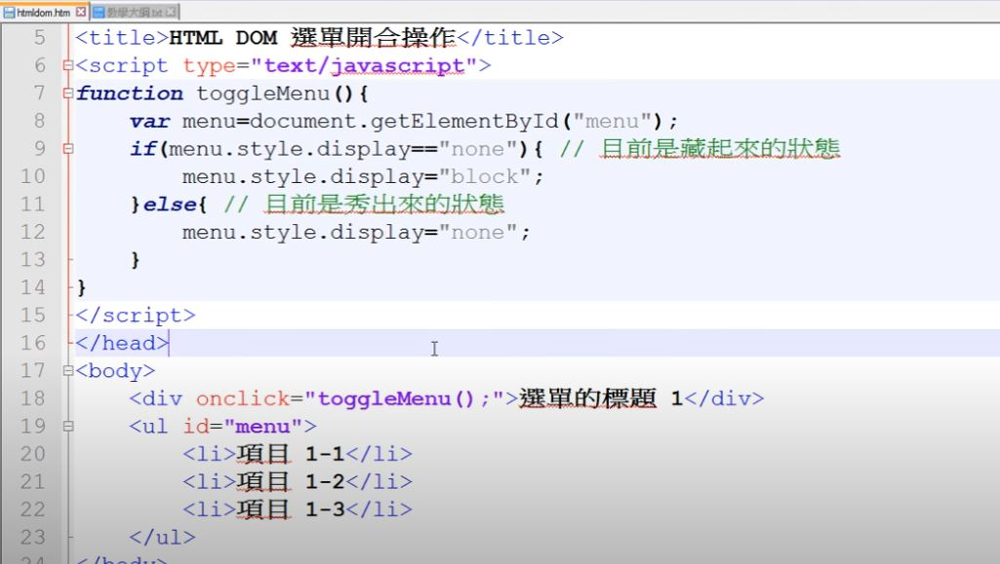 htmldom.htm 教學大綱.txt
5 <title>HTML DOM 選單開合操作</title>
6 <script type="text/javascript">
7 function toggleMenu(){
8 var menu=document.getElementById("menu");
9 if(menu.style.display=="none"){ // 目前是藏起來的狀態
10 menu.style.display="block";
11 }else{ // 目前是秀出來的狀態
12 menu.style.display="none";
13 }
14 }
15 </script>
16 </head>
17 <body>
18 <div onclick="toggleMenu();">選單的標題 1</div>
19 <ul id="menu">
20 <li>項目 1-1</li>
21 <li>項目 1-2</li>
22 <li>項目 1-3</li>
23 </ul>
24 </body>